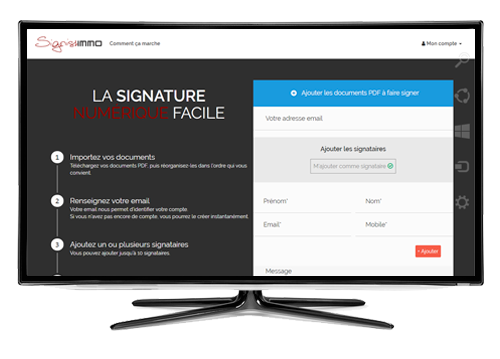 SignastIMMO
Comment ça marche
Mon compte
LA SIGNATURE
NUMÉRIQUE FACILE
1 Importez vos documents
Téléchargez vos documents PDF, puis réorganisez-les dans l'ordre qui vous
convient.
2 Renseignez votre email
Votre email nous permet d'identifier votre compte.
Si vous n'avez pas encore de compte, vous pourrez le créer instantanément.
3 Ajoutez un ou plusieurs signataires
Vous pouvez ajouter jusqu'à 10 signataires.
Ajouter les documents PDF à faire signer
Votre adresse email
Ajouter les signataires
M'ajouter comme signataire
Prénom* Nom*
Email* Mobile*
+ Ajouter
Message